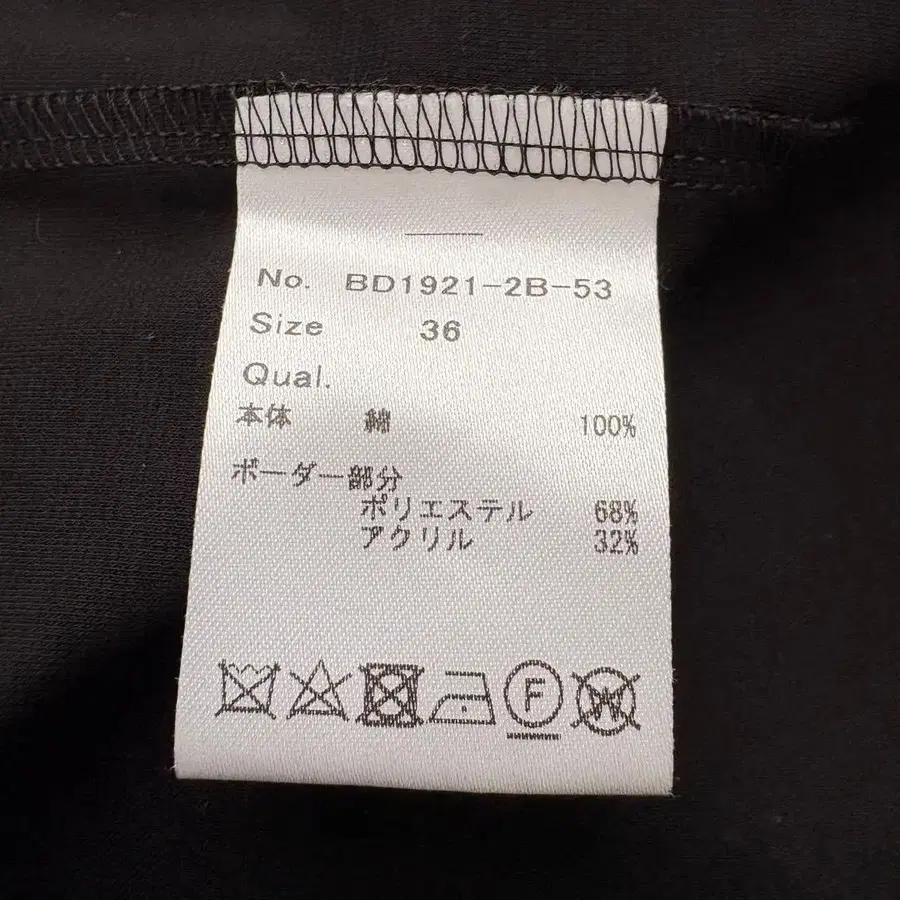 No. BD1921-2B-53
Size 36
Qual.
本体 綿 100%
ボーダー部分
ポリエステル 68%
アクリル 32%
F
W